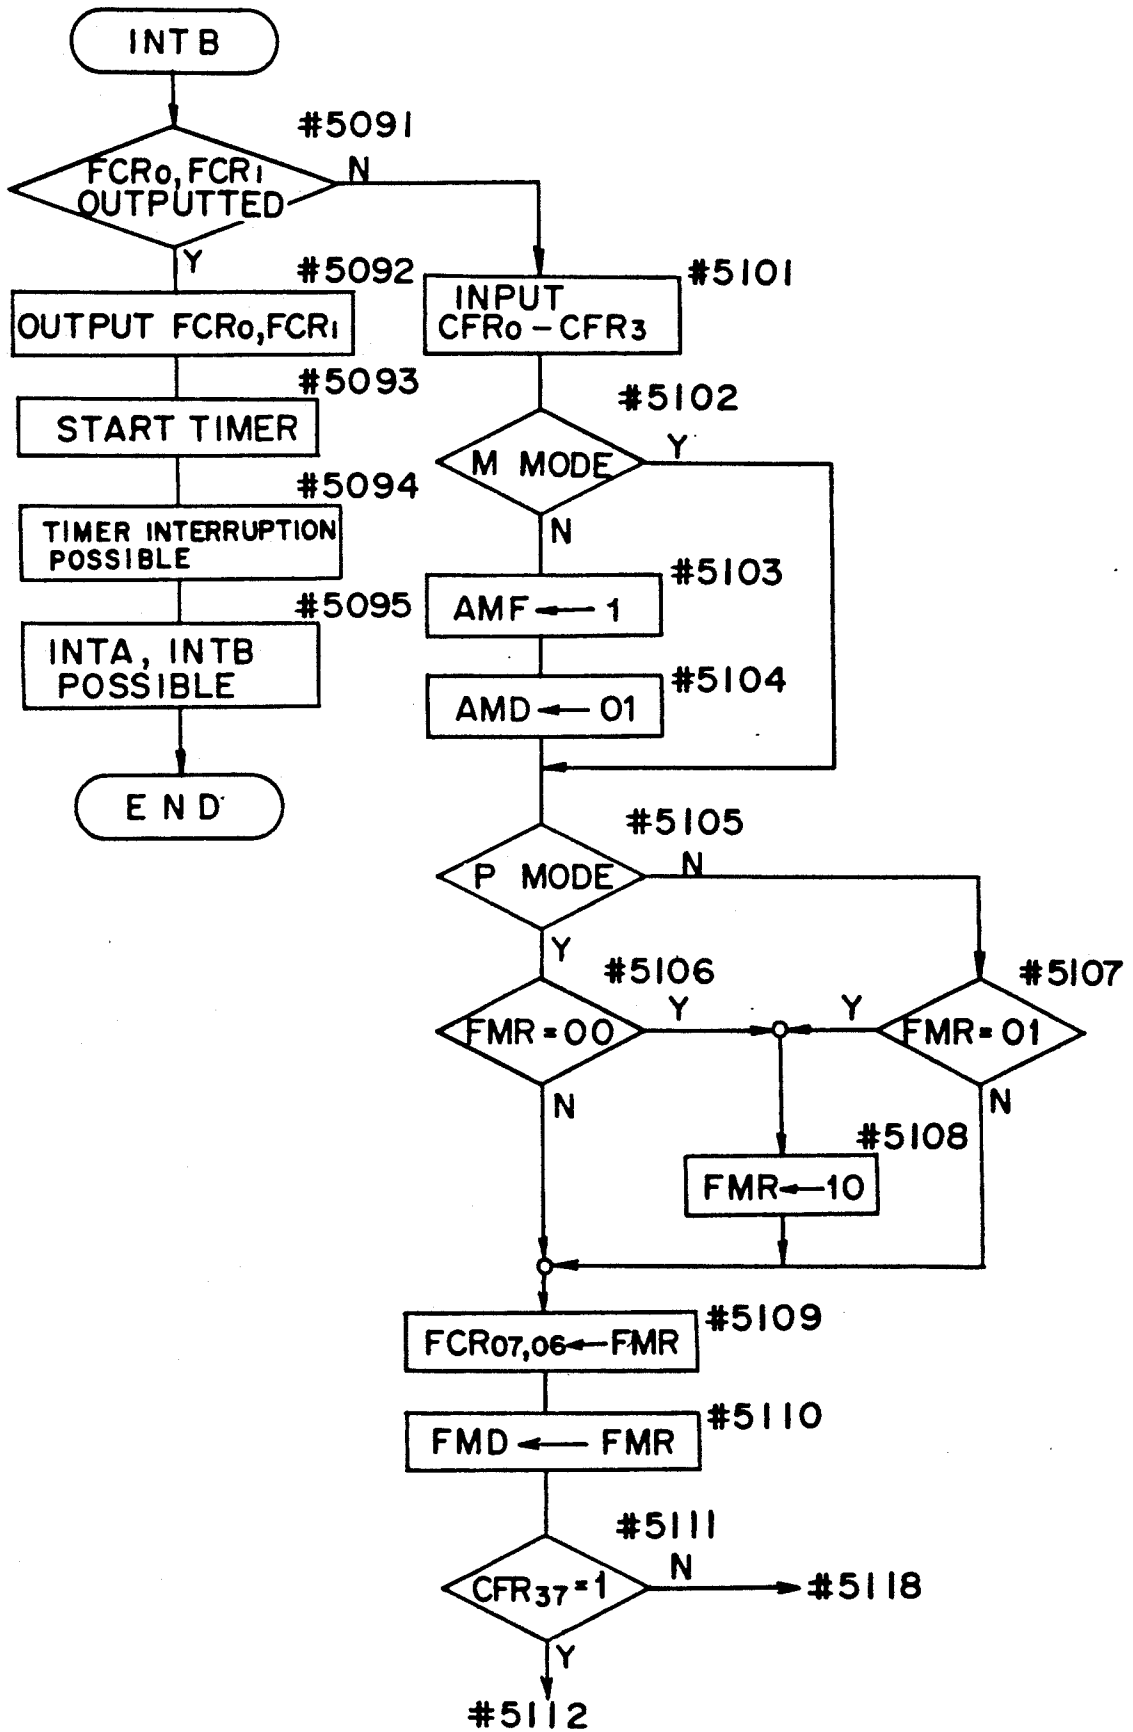 INTB
#5091
FCR0, FCR1
OUTPUTTED
N
Y
#5092
OUTPUT FCR0, FCR1
#5093
START TIMER
#5094
TIMER INTERRUPTION
POSSIBLE
#5095
INTA, INTB
POSSIBLE
END
#5101
INPUT
CFR0 - CFR3
#5102
M MODE
Y
N
#5103
AMF ← 1
#5104
AMD ← 01
#5105
P MODE
N
Y
#5106
FMR = 00
Y
N
#5107
FMR = 01
Y
N
#5108
FMR ← 10
#5109
FCR07,06 ← FMR
#5110
FMD ← FMR
#5111
CFR37 = 1
N
#5118
Y
#5112